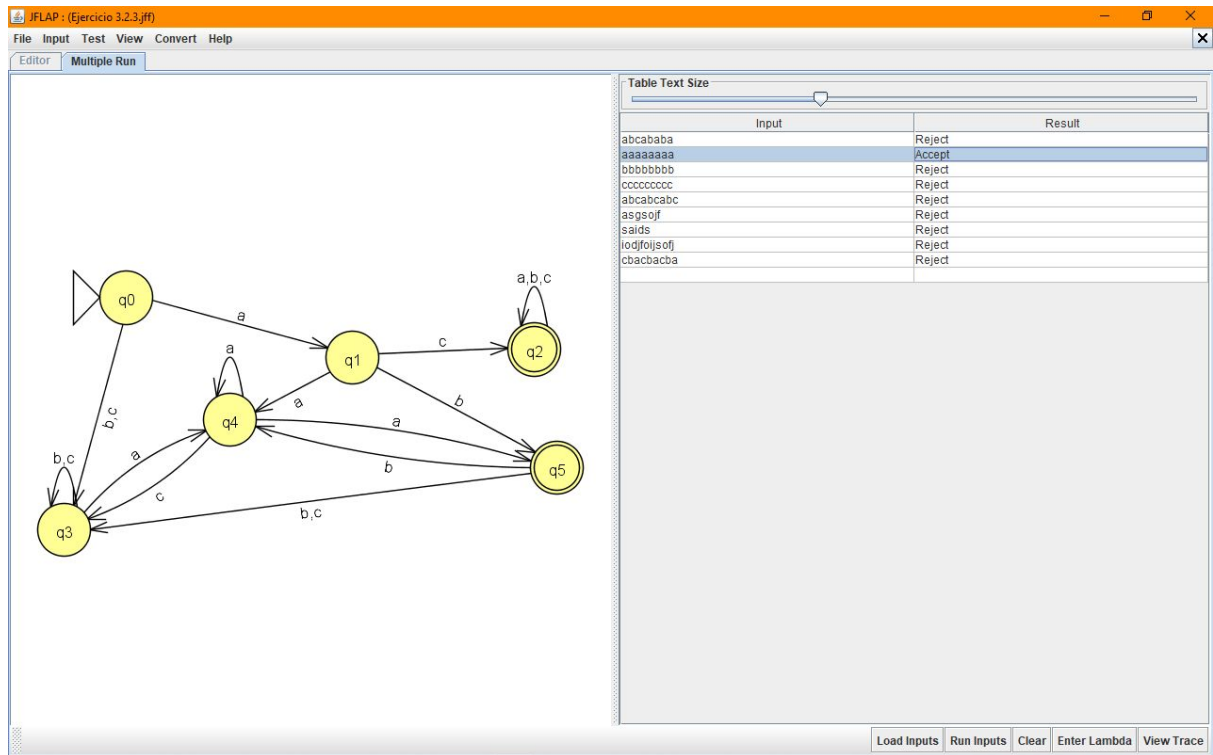 JFLAP : (Ejercicio 3.2.3.jff)
File Input Test View Convert Help
Editor Multiple Run
Table Text Size
Input Result
abcababa Reject
aaaaaaaa Accept
bbbbbbbb Reject
ccccccccc Reject
abcabcabc Reject
asgsojf Reject
saids Reject
iodjfoijsofj Reject
cbacbacba Reject
a,b,c
q0
a
c
q2
a
q1
b,c
a
b
q4
a
b,c
a
b
q5
c
b,c
q3
Load Inputs Run Inputs Clear Enter Lambda View Trace